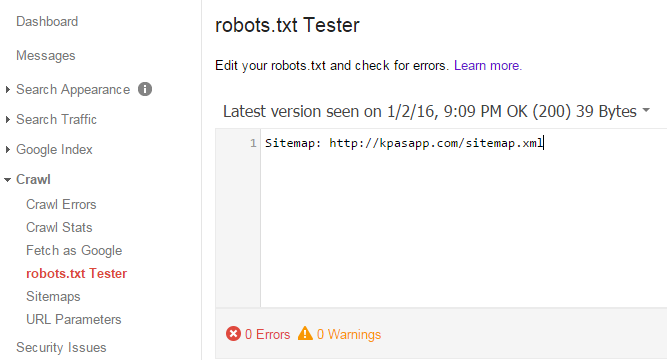 Dashboard
Messages
Search Appearance
Search Traffic
Google Index
Crawl
Crawl Errors
Crawl Stats
Fetch as Google
robots.txt Tester
Sitemaps
URL Parameters
Security Issues
robots.txt Tester
Edit your robots.txt and check for errors. Learn more.
Latest version seen on 1/2/16, 9:09 PM OK (200) 39 Bytes
1 Sitemap: http://kpasapp.com/sitemap.xml
0 Errors 0 Warnings